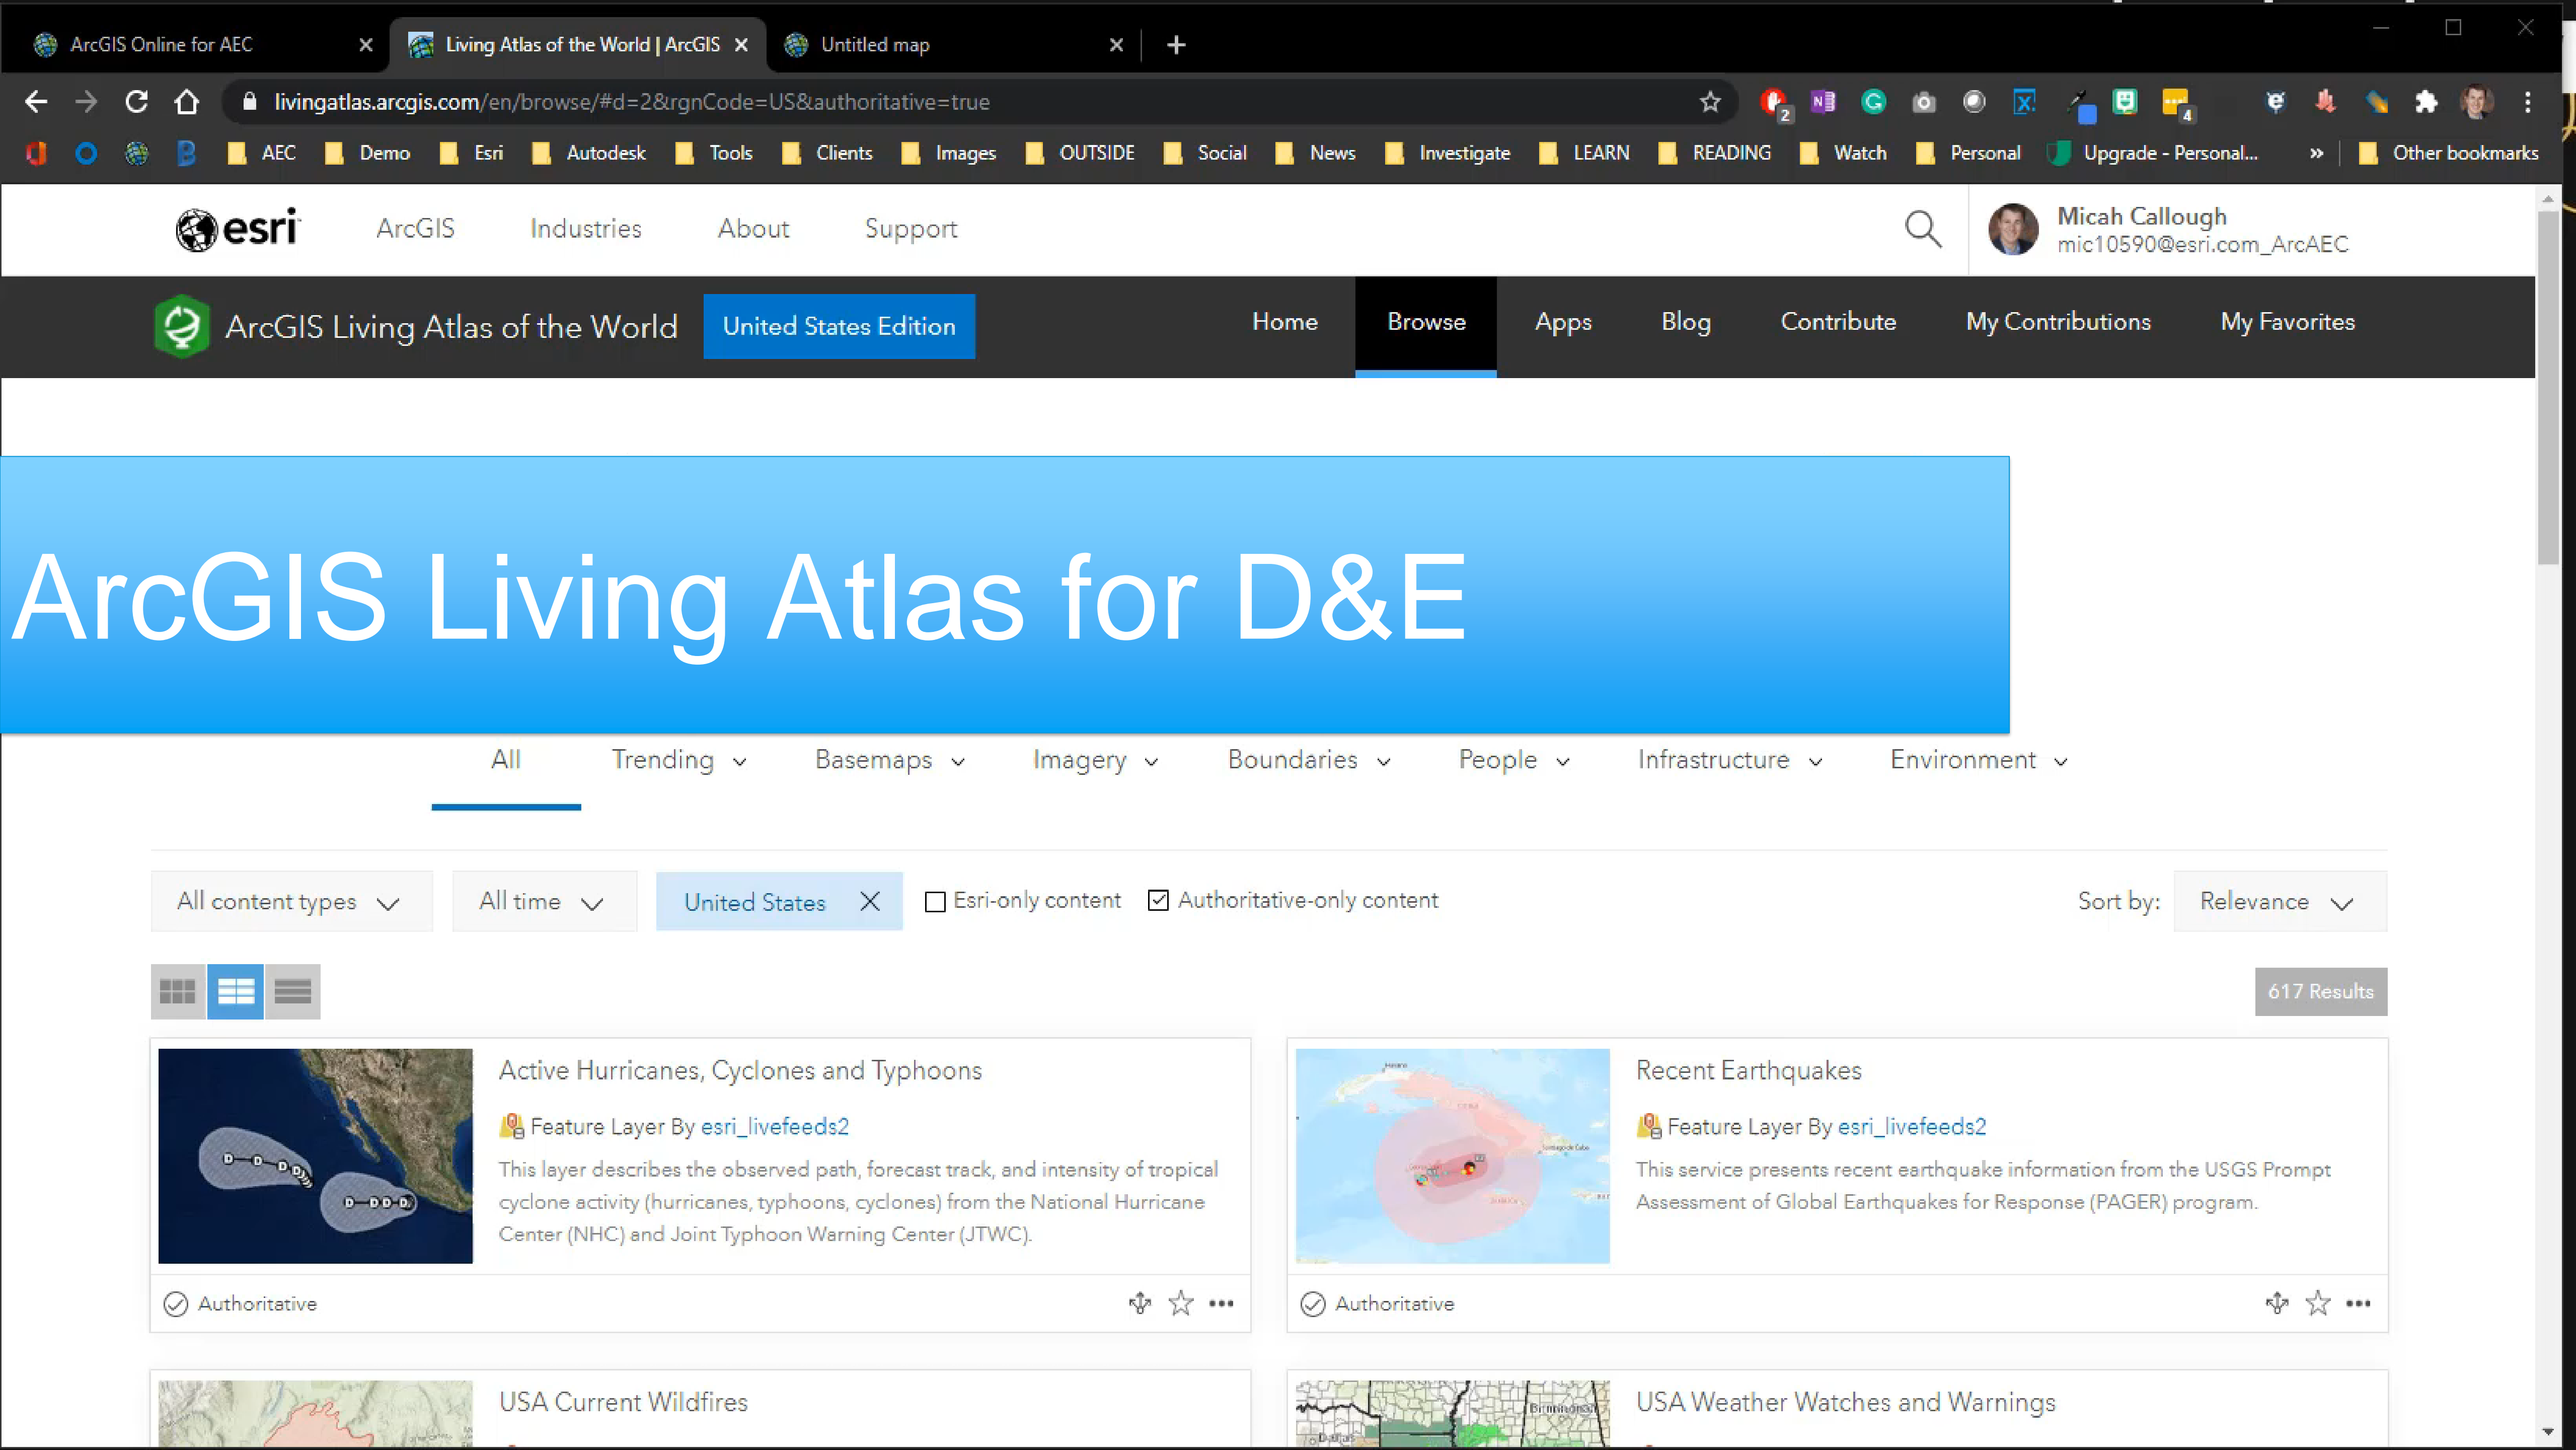 ArcGIS Online for AEC
Living Atlas of the World | ArcGIS
Untitled map
livingatlas.arcgis.com/en/browse/#d=2&rgnCode=US&authoritative=true
2
4
AEC Demo Esri Autodesk Tools Clients Images OUTSIDE Social News Investigate LEARN READING Watch Personal Upgrade - Personal... » Other bookmarks
esri
ArcGIS Industries About Support
Micah Callough
mic10590@esri.com_ArcAEC
ArcGIS Living Atlas of the World
United States Edition
Home Browse Apps Blog Contribute My Contributions My Favorites
ArcGIS Living Atlas for D&E
All Trending Basemaps Imagery Boundaries People Infrastructure Environment
All content types All time United States Esri-only content Authoritative-only content Sort by: Relevance
617 Results
Active Hurricanes, Cyclones and Typhoons
Feature Layer By esri_livefeeds2
This layer describes the observed path, forecast track, and intensity of tropical
cyclone activity (hurricanes, typhoons, cyclones) from the National Hurricane
Center (NHC) and Joint Typhoon Warning Center (JTWC).
Authoritative
Recent Earthquakes
Feature Layer By esri_livefeeds2
This service presents recent earthquake information from the USGS Prompt
Assessment of Global Earthquakes for Response (PAGER) program.
Authoritative
USA Current Wildfires
USA Weather Watches and Warnings